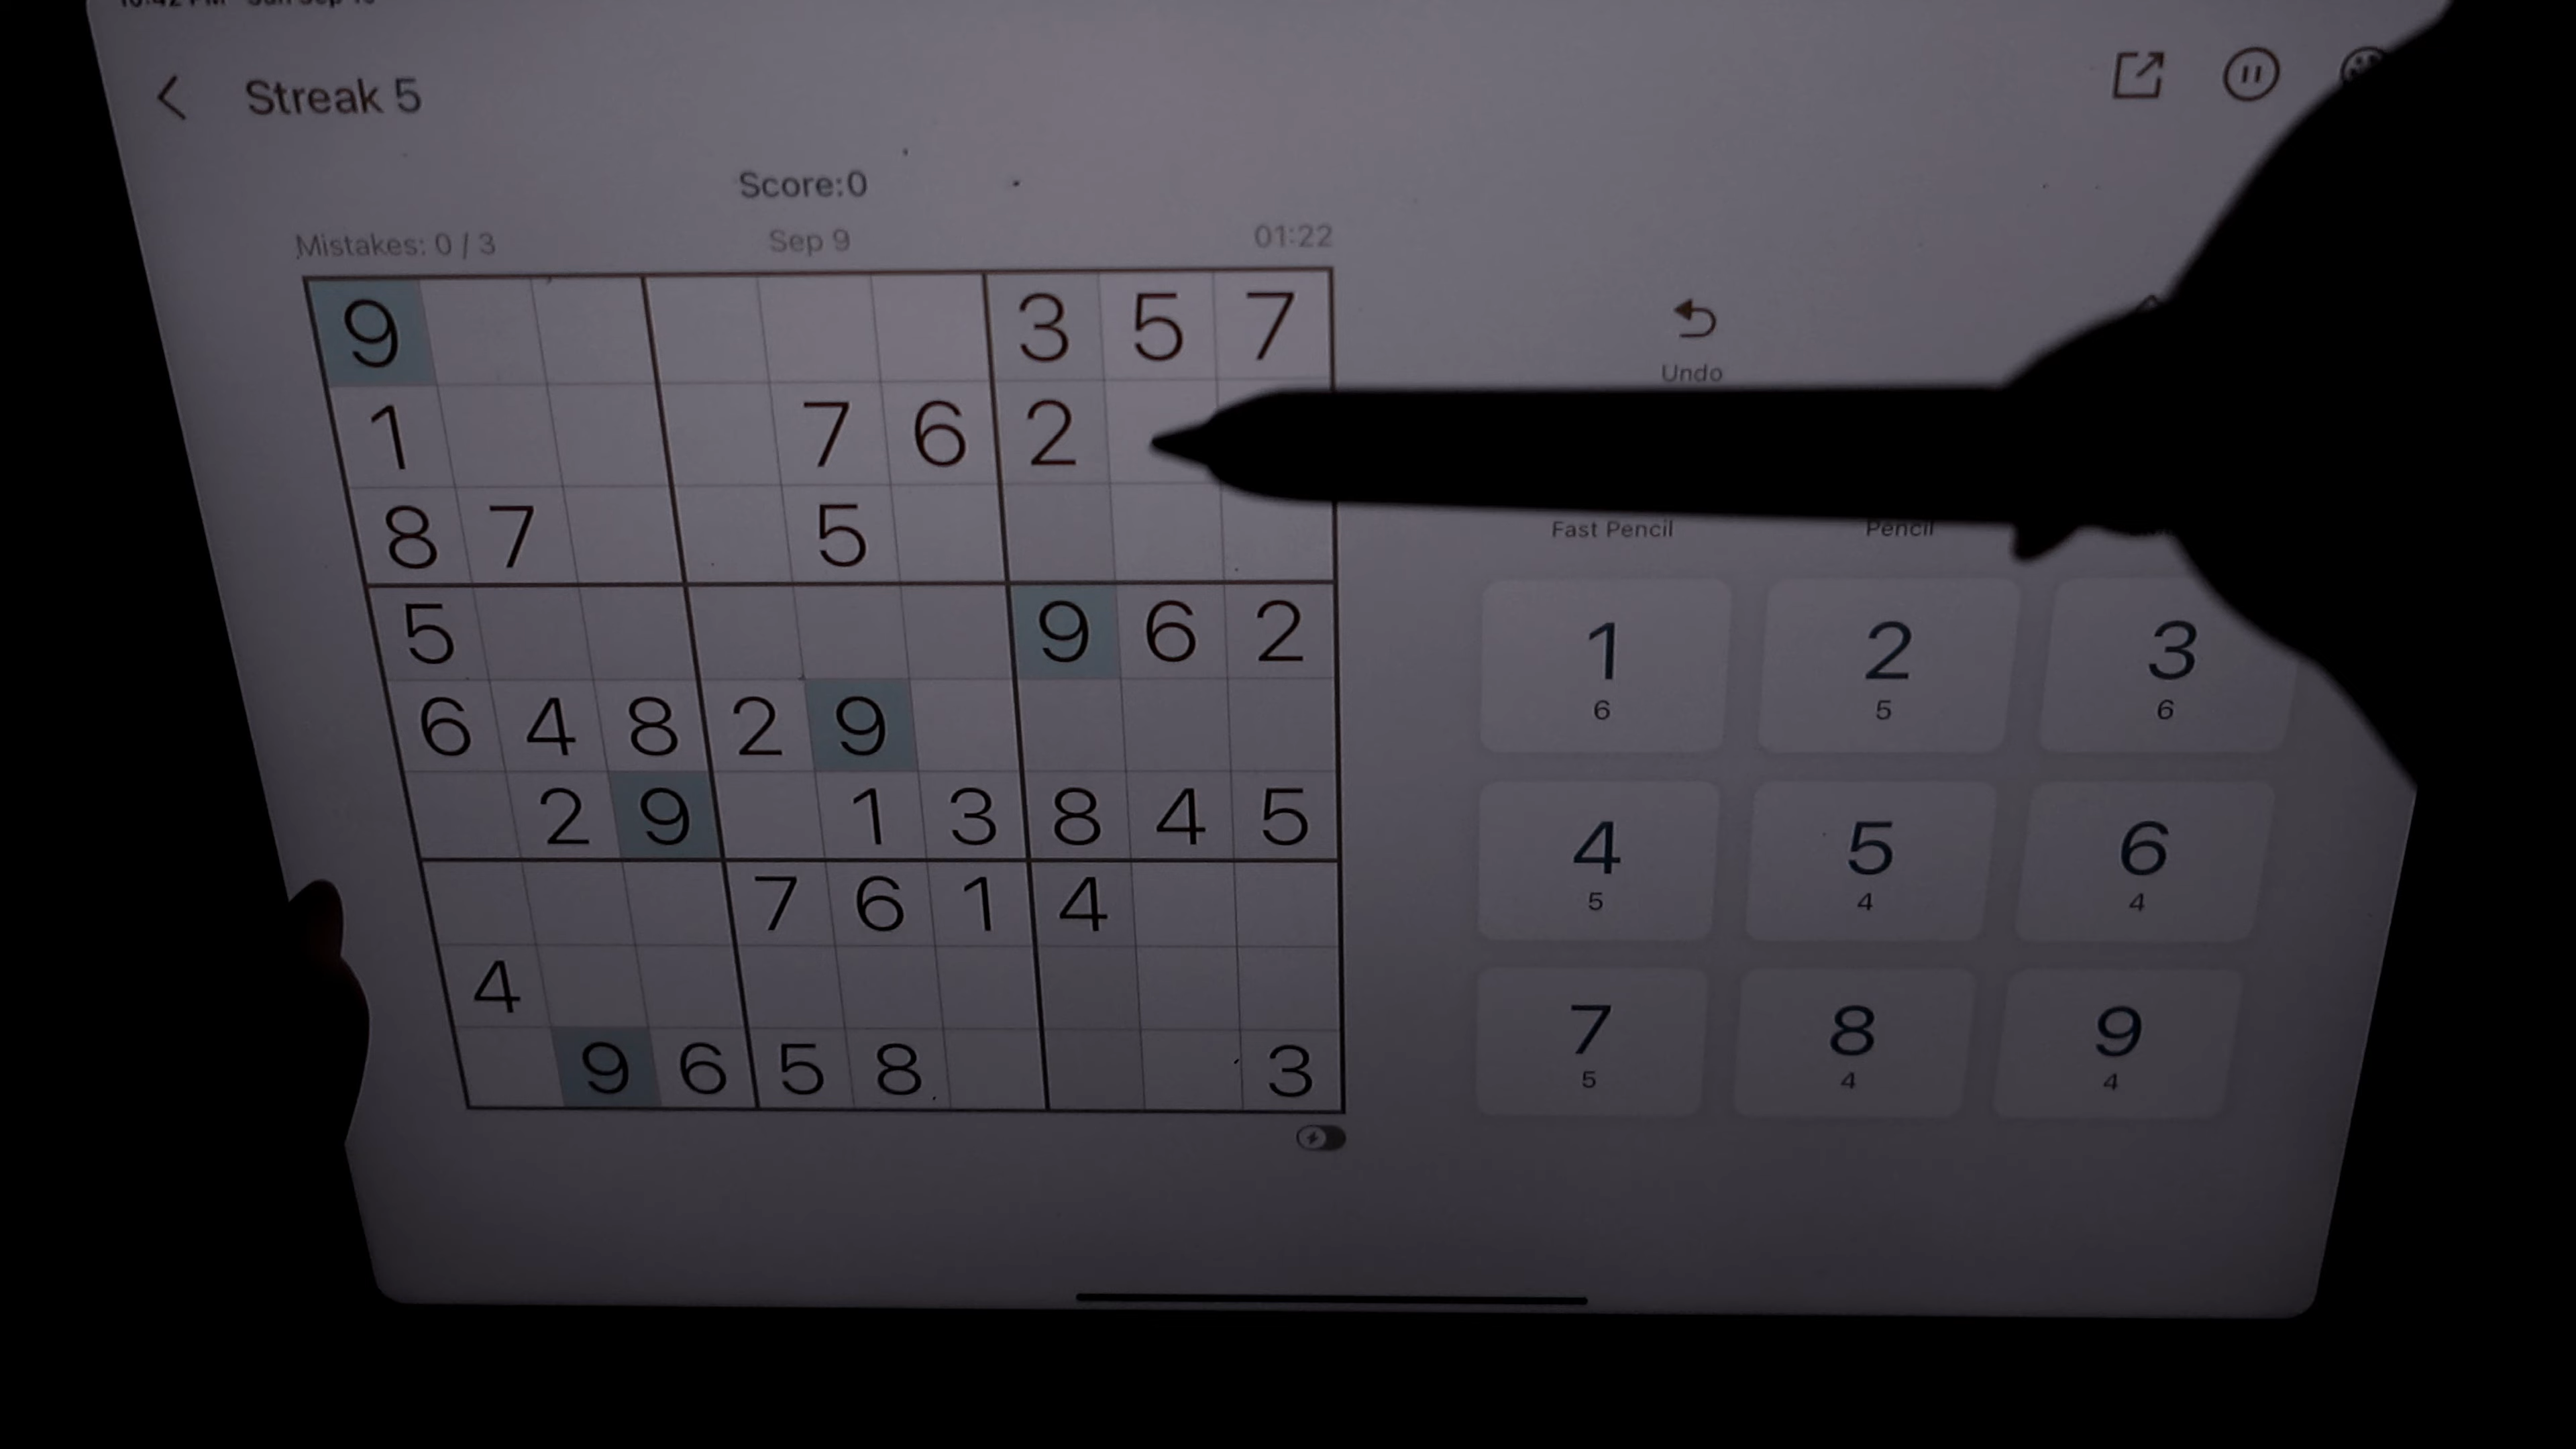 Streak 5
Score:0
Mistakes: 0 / 3 Sep 9 01:22
9 3 5 7
1 7 6 2
8 7 5
5 9 6 2
6 4 8 2 9
2 9 1 3 8 4 5
7 6 1 4
4
9 6 5 8 3
Undo
Fast Pencil Pencil
1 2 3
6 5 6
4 5 6
5 4 4
7 8 9
5 4 4